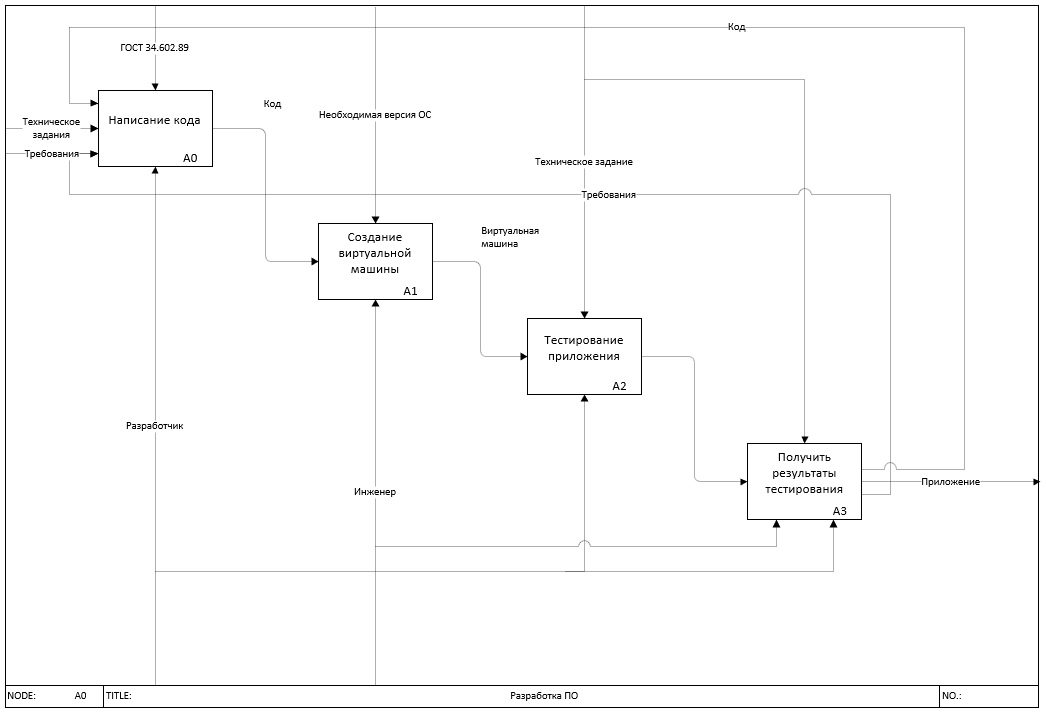 Код
ГОСТ 34.602.89
Код
Необходимая версия ОС
Написание кода
A0
Техническое
задания
Требования
Техническое задание
Требования
Создание
виртуальной
машины
A1
Виртуальная
машина
Тестирование
приложения
A2
Разработчик
Получить
результаты
тестирования
A3
Приложение
Инженер
NODE: A0 TITLE: Разработка ПО NO.: